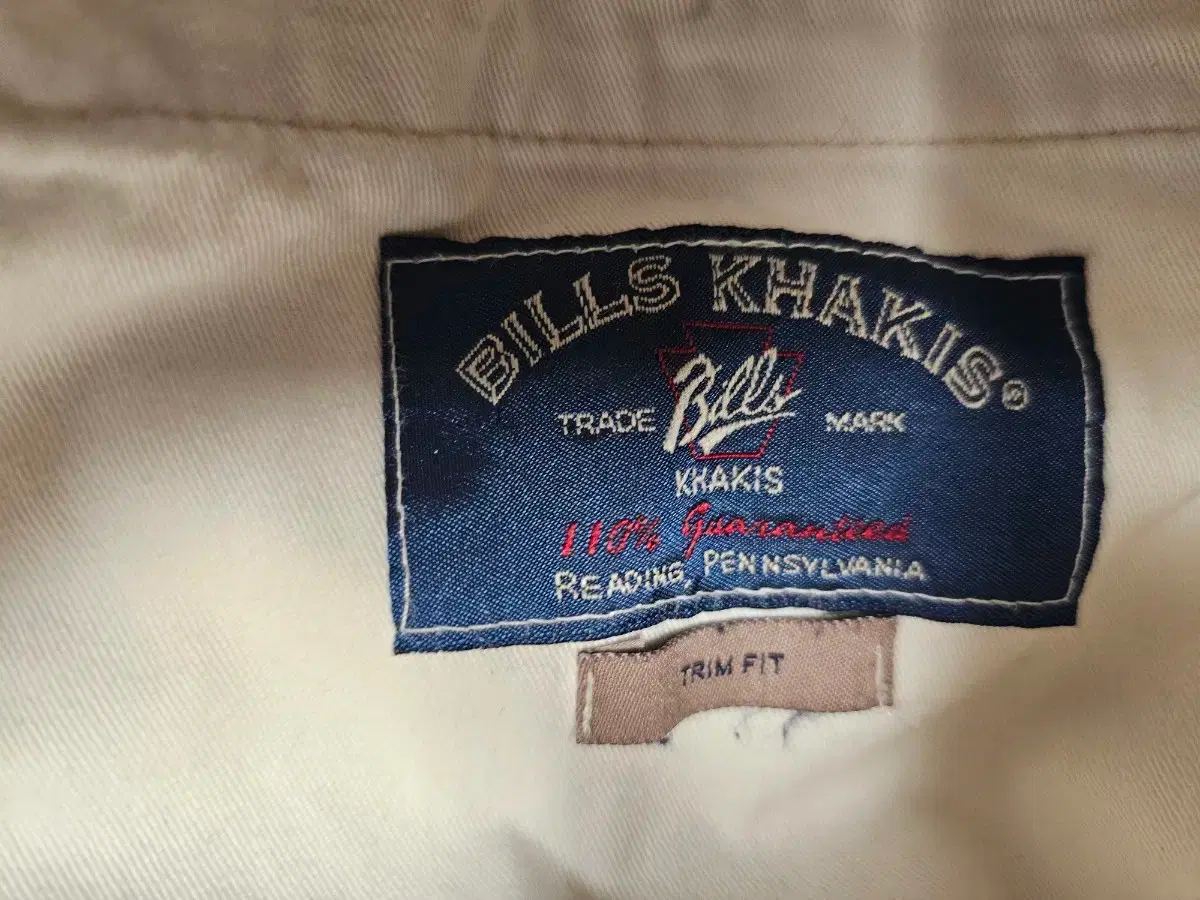 BILLS KHAKIS®
TRADE Bills MARK
KHAKIS
110% Guaranteed
READING, PENNSYLVANIA
TRIM FIT